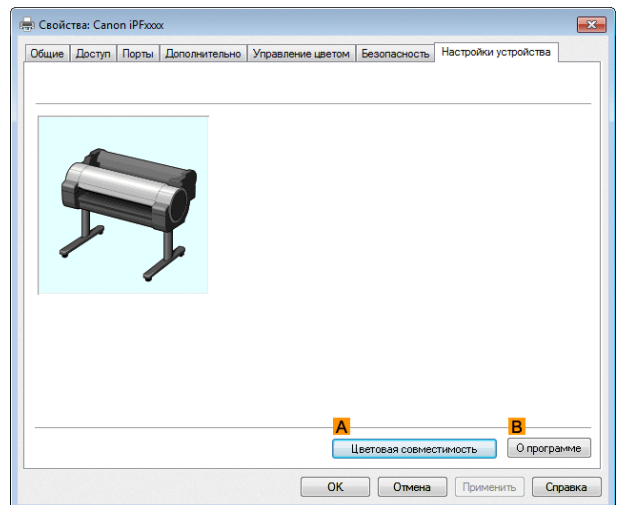 Свойства: Canon iPFxxxx
Общие Доступ Порты Дополнительно Управление цветом Безопасность Настройки устройства
A B
Цветовая совместимость О программе
OK Отмена Применить Справка